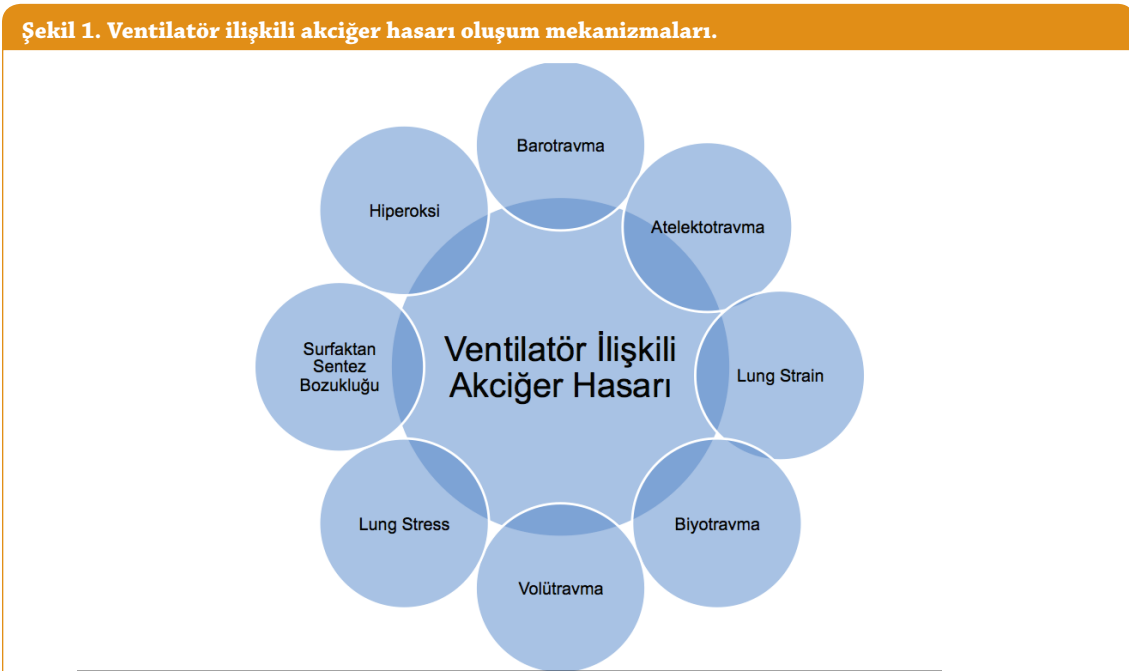 Şekil 1. Ventilatör ilişkili akciğer hasarı oluşum mekanizmaları.
Barotravma
Atelektotravma
Lung Strain
Biyotravma
Volütravma
Lung Stress
Surfaktan
Sentez
Bozukluğu
Hiperoksi
Ventilatör İlişkili
Akciğer Hasarı